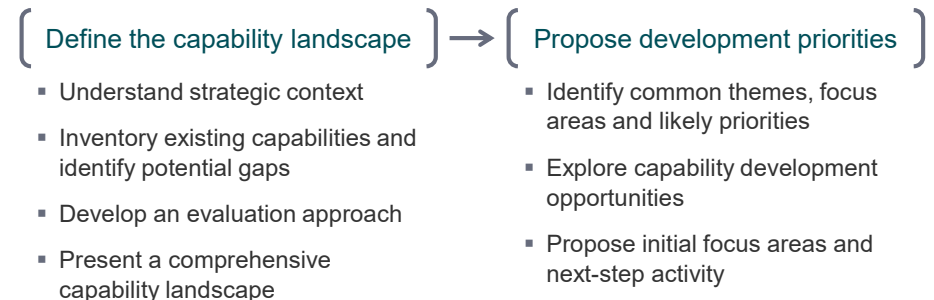 Define the capability landscape
Understand strategic context
Inventory existing capabilities and
identify potential gaps
Develop an evaluation approach
Present a comprehensive
capability landscape
Propose development priorities
Identify common themes, focus
areas and likely priorities
Explore capability development
opportunities
Propose initial focus areas and
next-step activity